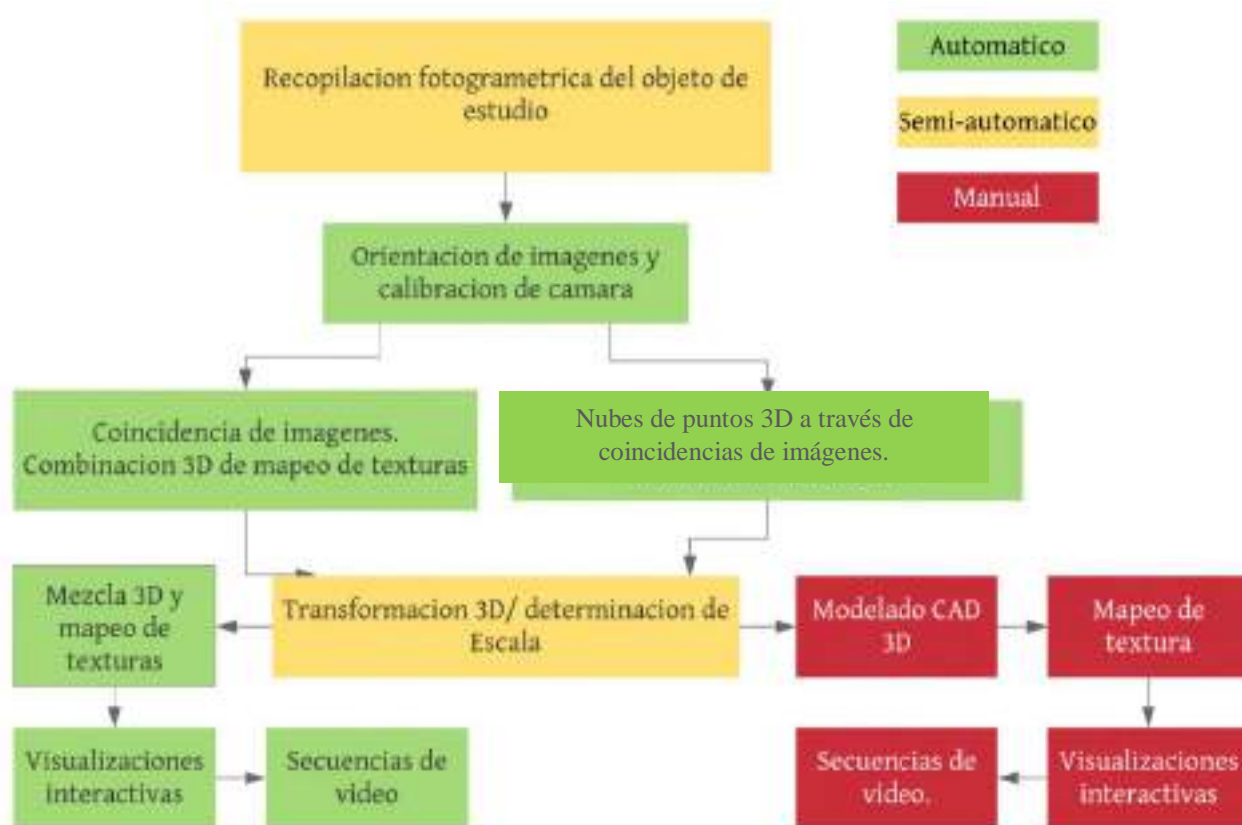 Recopilacion fotogrametrica del objeto de
estudio
Automatico
Semi-automatico
Manual
Orientacion de imagenes y
calibracion de camara
Coincidencia de imagenes.
Combinacion 3D de mapeo de texturas
Nubes de puntos 3D a través de
coincidencias de imágenes.
Mezcla 3D y
mapeo de
texturas
Transformacion 3D/ determinacion de
Escala
Modelado CAD
3D
Mapeo de
textura
Visualizaciones
interactivas
Secuencias de
video
Secuencias de
video.
Visualizaciones
interactivas